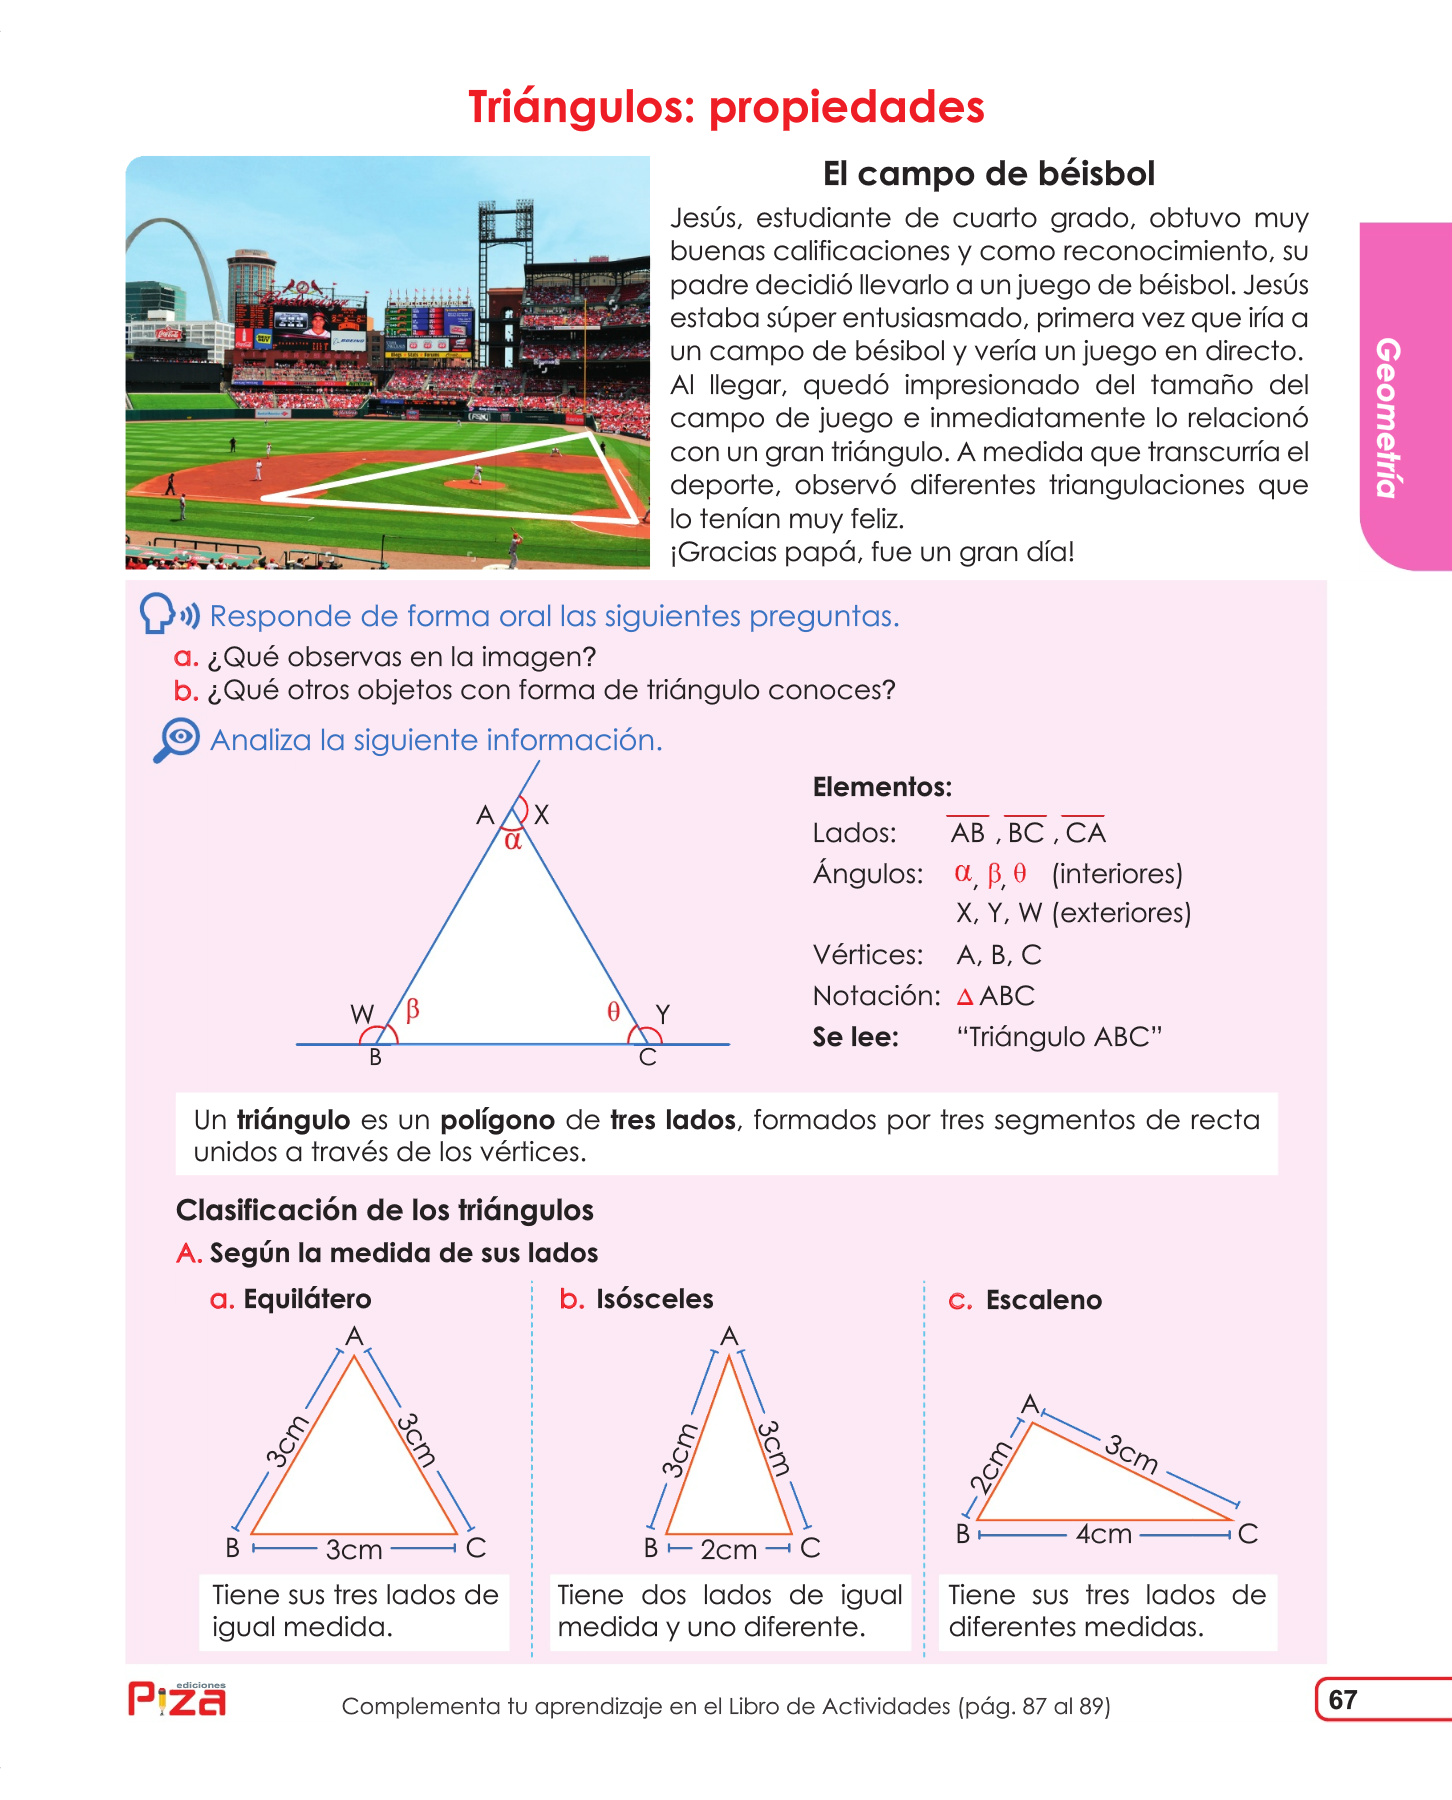 Triángulos: propiedades
El campo de béisbol
Jesús, estudiante de cuarto grado, obtuvo muy
buenas calificaciones y como reconocimiento, su
padre decidió llevarlo a un juego de béisbol. Jesús
estaba súper entusiasmado, primera vez que iría a
un campo de bésibol y vería un juego en directo.
Al llegar, quedó impresionado del tamaño del
campo de juego e inmediatamente lo relacionó
con un gran triángulo. A medida que transcurría el
deporte, observó diferentes triangulaciones que
lo tenían muy feliz.
¡Gracias papá, fue un gran día!
Geometría
Budweiser
Coca-Cola
BOEING
Responde de forma oral las siguientes preguntas.
a. ¿Qué observas en la imagen?
b. ¿Qué otros objetos con forma de triángulo conoces?
Analiza la siguiente información.
A X
α
W β θ Y
B C
Elementos:
Lados: AB , BC , CA
Ángulos: α, β, θ (interiores)
X, Y, W (exteriores)
Vértices: A, B, C
Notación: Δ ABC
Se lee: “Triángulo ABC”
Un triángulo es un polígono de tres lados, formados por tres segmentos de recta
unidos a través de los vértices.
Clasificación de los triángulos
A. Según la medida de sus lados
a. Equilátero
A
3cm 3cm
B 3cm C
Tiene sus tres lados de
igual medida.
b. Isósceles
A
3cm 3cm
B 2cm C
Tiene dos lados de igual
medida y uno diferente.
c. Escaleno
A
2cm 3cm
B 4cm C
Tiene sus tres lados de
diferentes medidas.
ediciones
Piza
Complementa tu aprendizaje en el Libro de Actividades (pág. 87 al 89)
67